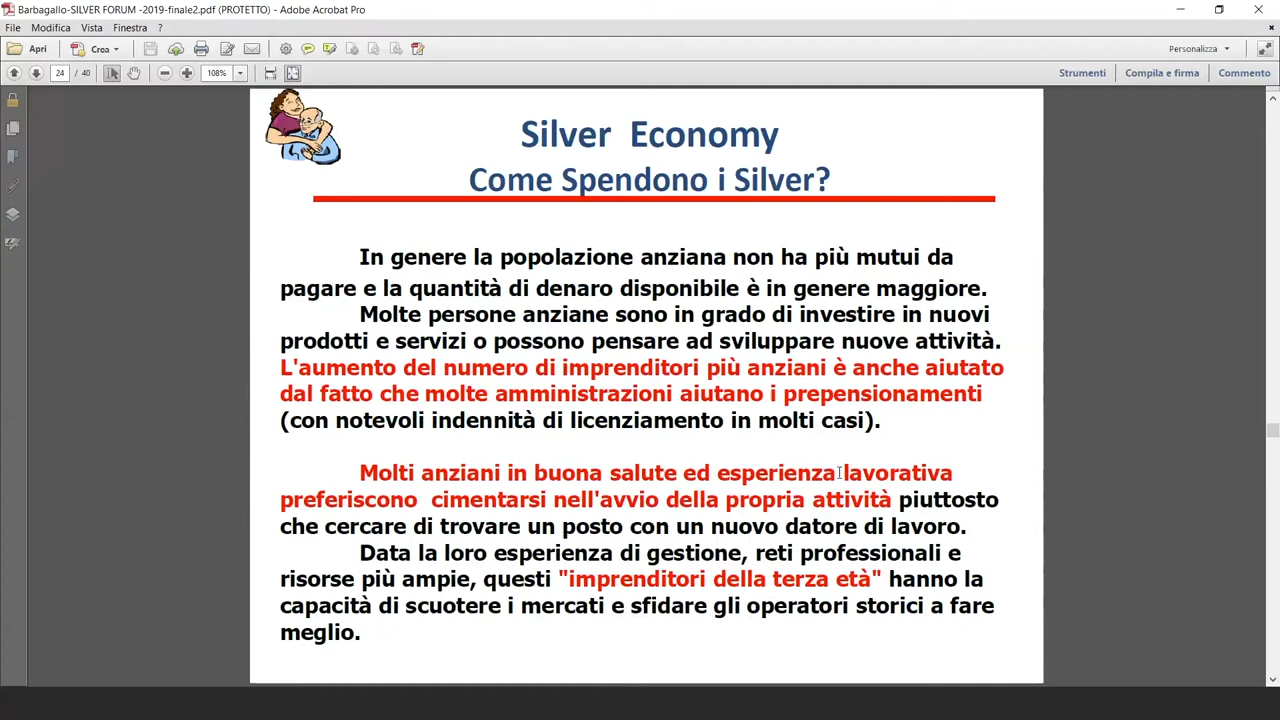 Barbagallo-SILVER FORUM -2019-finale2.pdf (PROTETTO) - Adobe Acrobat Pro
File Modifica Vista Finestra ?
Apri Crea Personalizza
24 / 40 108% Strumenti Compila e firma Commento
Silver Economy
Come Spendono i Silver?
In genere la popolazione anziana non ha più mutui da
pagare e la quantità di denaro disponibile è in genere maggiore.
Molte persone anziane sono in grado di investire in nuovi
prodotti e servizi o possono pensare ad sviluppare nuove attività.
L'aumento del numero di imprenditori più anziani è anche aiutato
dal fatto che molte amministrazioni aiutano i prepensionamenti
(con notevoli indennità di licenziamento in molti casi).
Molti anziani in buona salute ed esperienza lavorativa
preferiscono cimentarsi nell'avvio della propria attività piuttosto
che cercare di trovare un posto con un nuovo datore di lavoro.
Data la loro esperienza di gestione, reti professionali e
risorse più ampie, questi "imprenditori della terza età" hanno la
capacità di scuotere i mercati e sfidare gli operatori storici a fare
meglio.